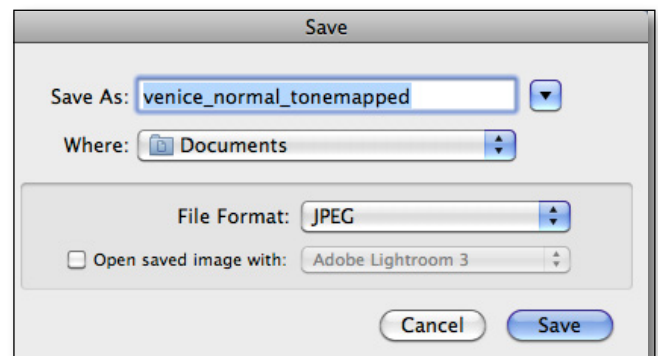 Save
Save As: venice_normal_tonemapped
Where: Documents
File Format: JPEG
Open saved image with: Adobe Lightroom 3
Cancel Save